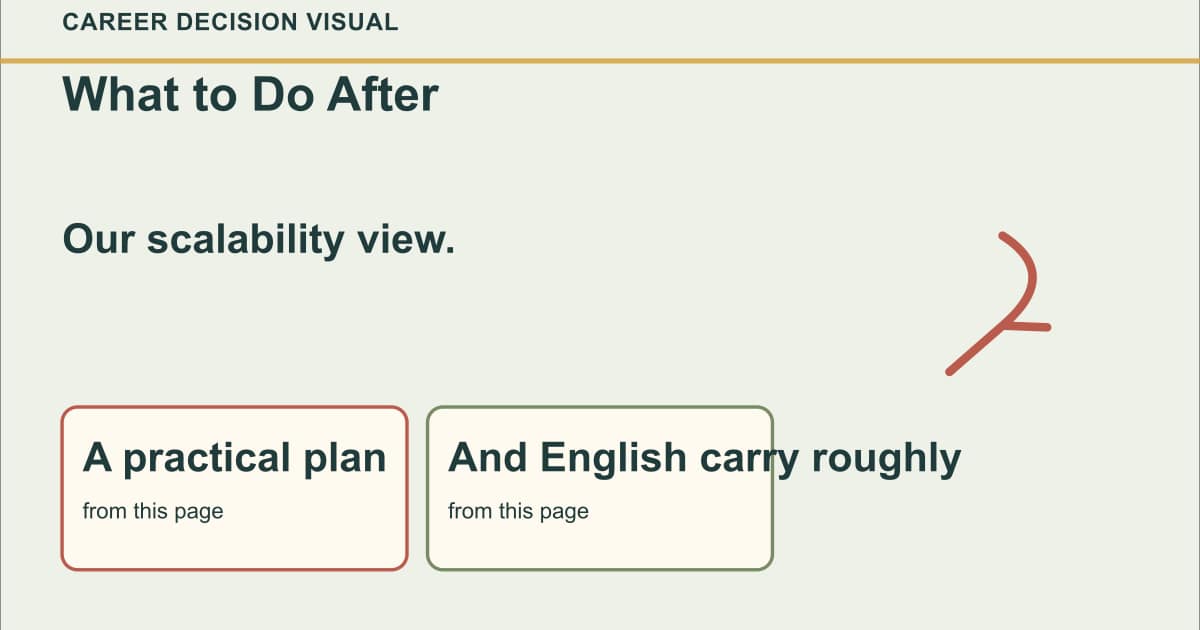 CAREER DECISION VISUAL
What to Do After
Our scalability view.
A practical plan
from this page
And English carry roughly
from this page